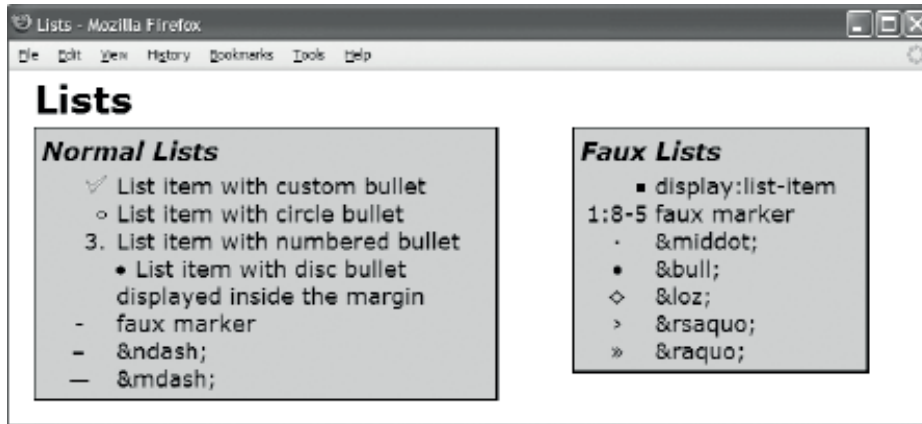 Lists - Mozilla Firefox
File Edit View History Bookmarks Tools Help
Lists
Normal Lists
✓ List item with custom bullet
○ List item with circle bullet
3. List item with numbered bullet
• List item with disc bullet
displayed inside the margin
- faux marker
– &ndash;
— &mdash;
Faux Lists
▪ display:list-item
1:8-5 faux marker
· &middot;
• &bull;
◊ &loz;
› &rsaquo;
» &raquo;